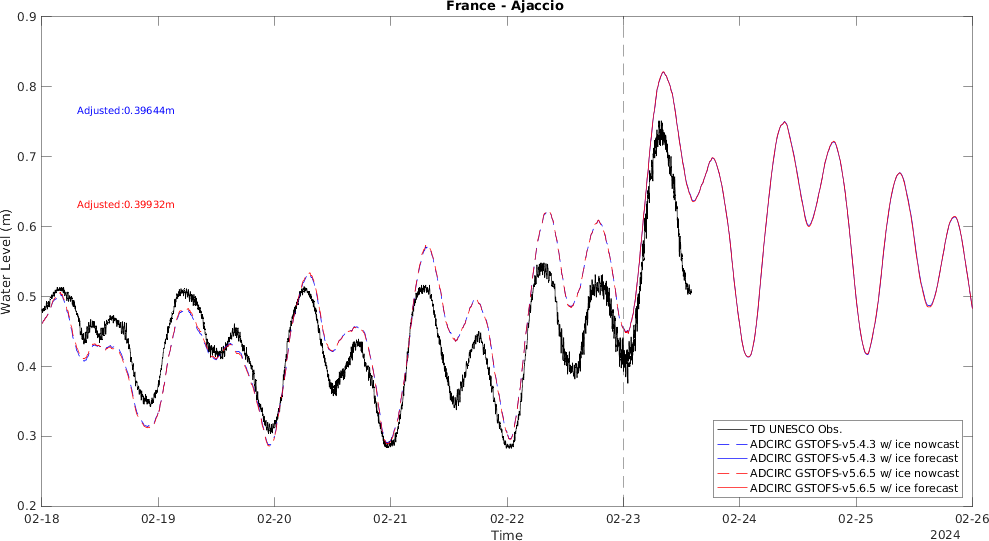 France - Ajaccio
0.9
0.8
0.7
0.6
0.5
0.4
0.3
0.2
Water Level (m)
Adjusted:0.39644m
Adjusted:0.39932m
TD UNESCO Obs.
ADCIRC GSTOFS-v5.4.3 w/ ice nowcast
ADCIRC GSTOFS-v5.4.3 w/ ice forecast
ADCIRC GSTOFS-v5.6.5 w/ ice nowcast
ADCIRC GSTOFS-v5.6.5 w/ ice forecast
02-18 02-19 02-20 02-21 02-22 02-23 02-24 02-25 02-26
Time
2024